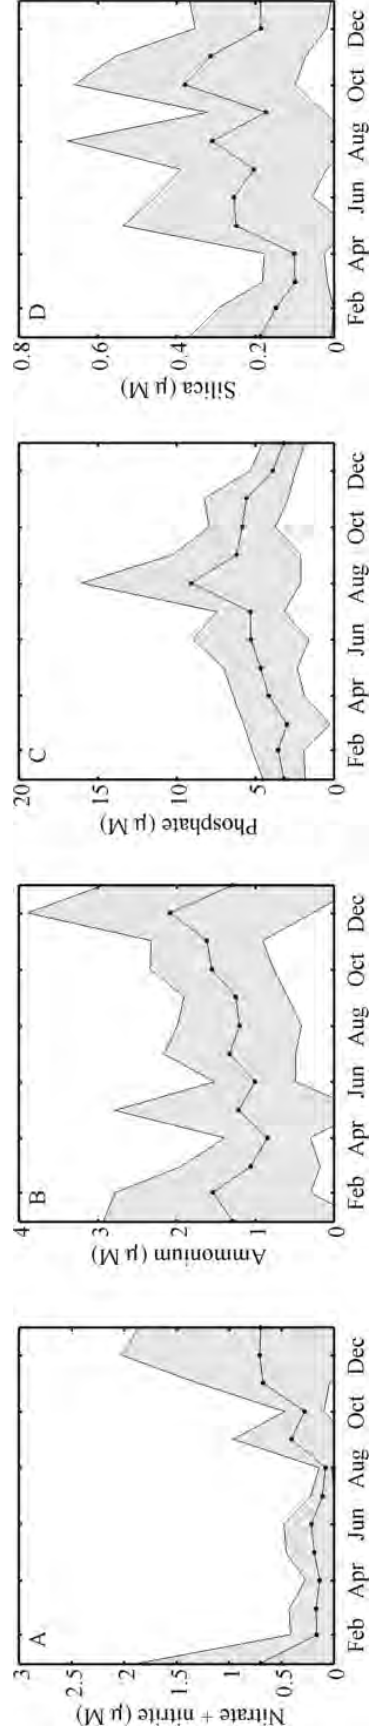 A
Nitrate + nitrite (μ M)
3
2.5
2
1.5
1
0.5
0
Feb Apr Jun Aug Oct Dec
B
Ammonium (μ M)
4
3
2
1
0
Feb Apr Jun Aug Oct Dec
C
Phosphate (μ M)
20
15
10
5
0
Feb Apr Jun Aug Oct Dec
D
Silica (μ M)
0.8
0.6
0.4
0.2
0
Feb Apr Jun Aug Oct Dec